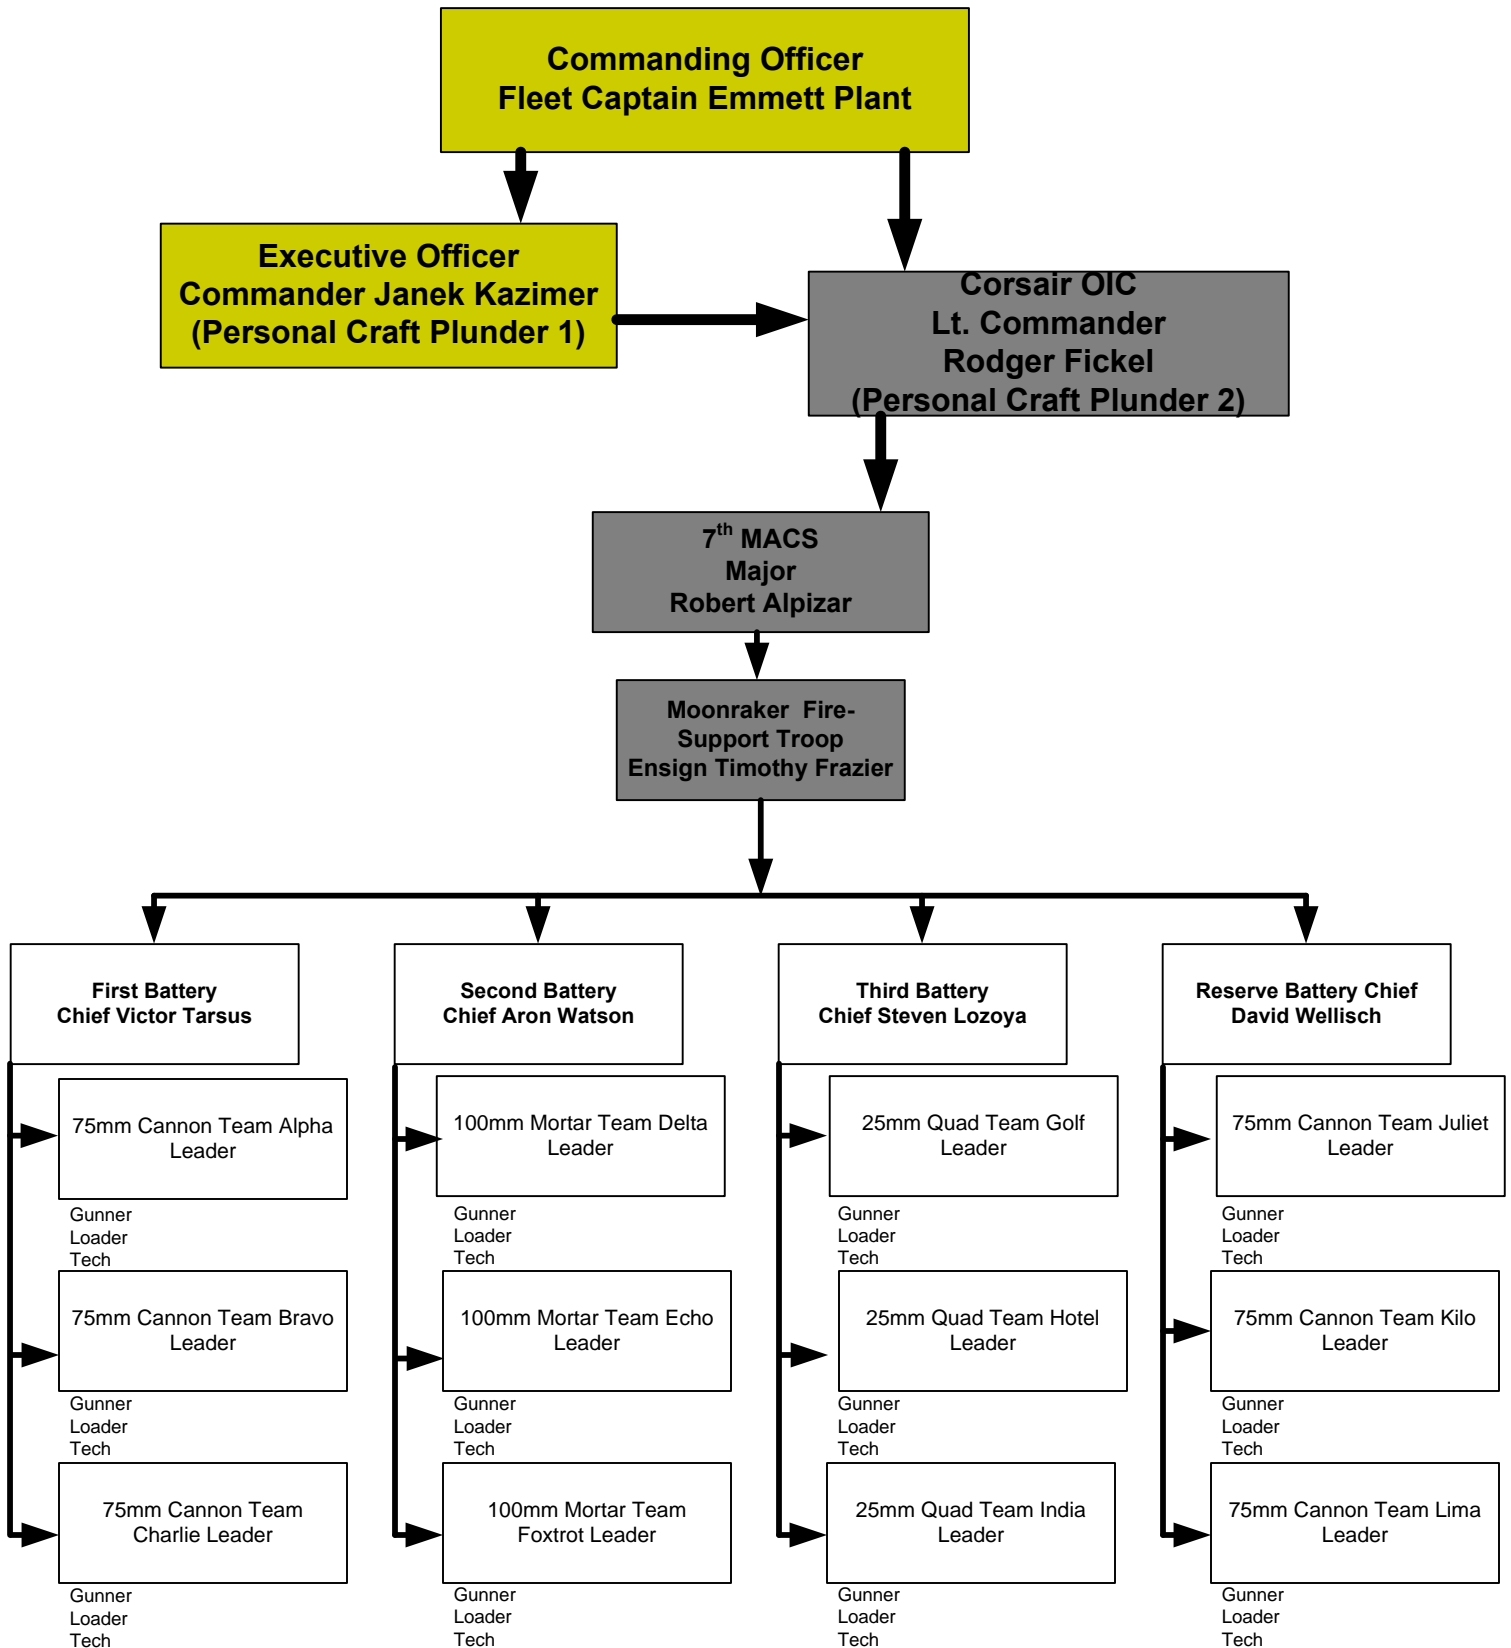 Commanding Officer
Fleet Captain Emmett Plant
Executive Officer
Commander Janek Kazimer
(Personal Craft Plunder 1)
Corsair OIC
Lt. Commander
Rodger Fickel
(Personal Craft Plunder 2)
7th MACS
Major
Robert Alpizar
Moonraker Fire-
Support Troop
Ensign Timothy Frazier
First Battery
Chief Victor Tarsus
75mm Cannon Team Alpha
Leader
Gunner
Loader
Tech
75mm Cannon Team Bravo
Leader
Gunner
Loader
Tech
75mm Cannon Team
Charlie Leader
Gunner
Loader
Tech
Second Battery
Chief Aron Watson
100mm Mortar Team Delta
Leader
Gunner
Loader
Tech
100mm Mortar Team Echo
Leader
Gunner
Loader
Tech
100mm Mortar Team
Foxtrot Leader
Gunner
Loader
Tech
Third Battery
Chief Steven Lozoya
25mm Quad Team Golf
Leader
Gunner
Loader
Tech
25mm Quad Team Hotel
Leader
Gunner
Loader
Tech
25mm Quad Team India
Leader
Gunner
Loader
Tech
Reserve Battery Chief
David Wellisch
75mm Cannon Team Juliet
Leader
Gunner
Loader
Tech
75mm Cannon Team Kilo
Leader
Gunner
Loader
Tech
75mm Cannon Team Lima
Leader
Gunner
Loader
Tech